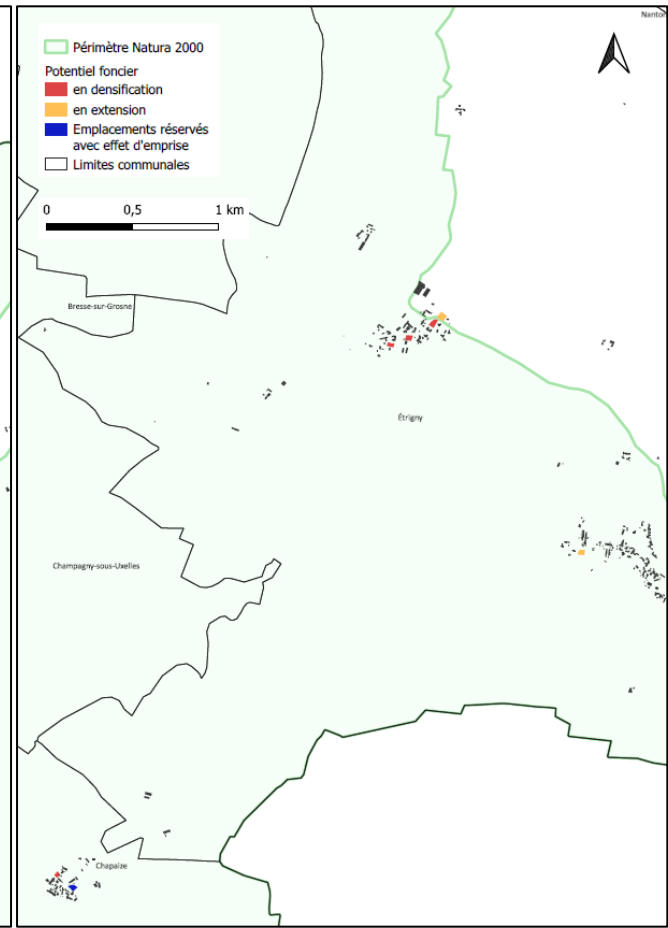 Nanton
Périmètre Natura 2000
Potentiel foncier
en densification
en extension
Emplacements réservés
avec effet d'emprise
Limites communales
0 0,5 1 km
Bresse-sur-Grosne
Étrigny
Champagny-sous-Uxelles
Chapaize